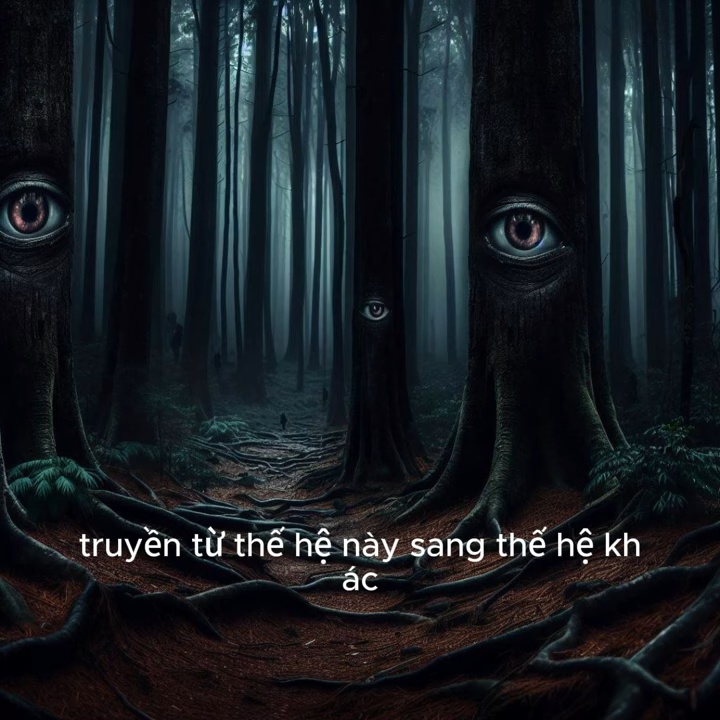 truyền từ thế hệ này sang thế hệ kh
ác